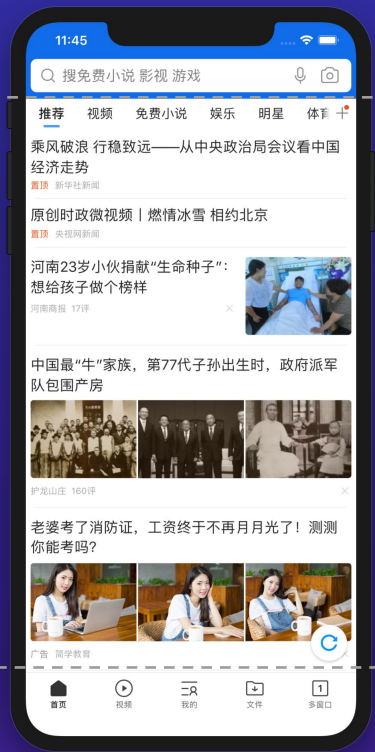 11:45
搜免费小说 影视 游戏
推荐 视频 免费小说 娱乐 明星 体育
乘风破浪 行稳致远——从中央政治局会议看中国
经济走势
置顶 新华社新闻
原创时政微视频丨燃情冰雪 相约北京
置顶 央视网新闻
河南23岁小伙捐献“生命种子”:
想给孩子做个榜样
河南商报 17评
中国最“牛”家族，第77代子孙出生时，政府派军
队包围产房
护龙山庄 160评
老婆考了消防证，工资终于不再月月光了！测测
你能考吗?
广告 简学教育
1
首页 视频 我的 文件 多窗口